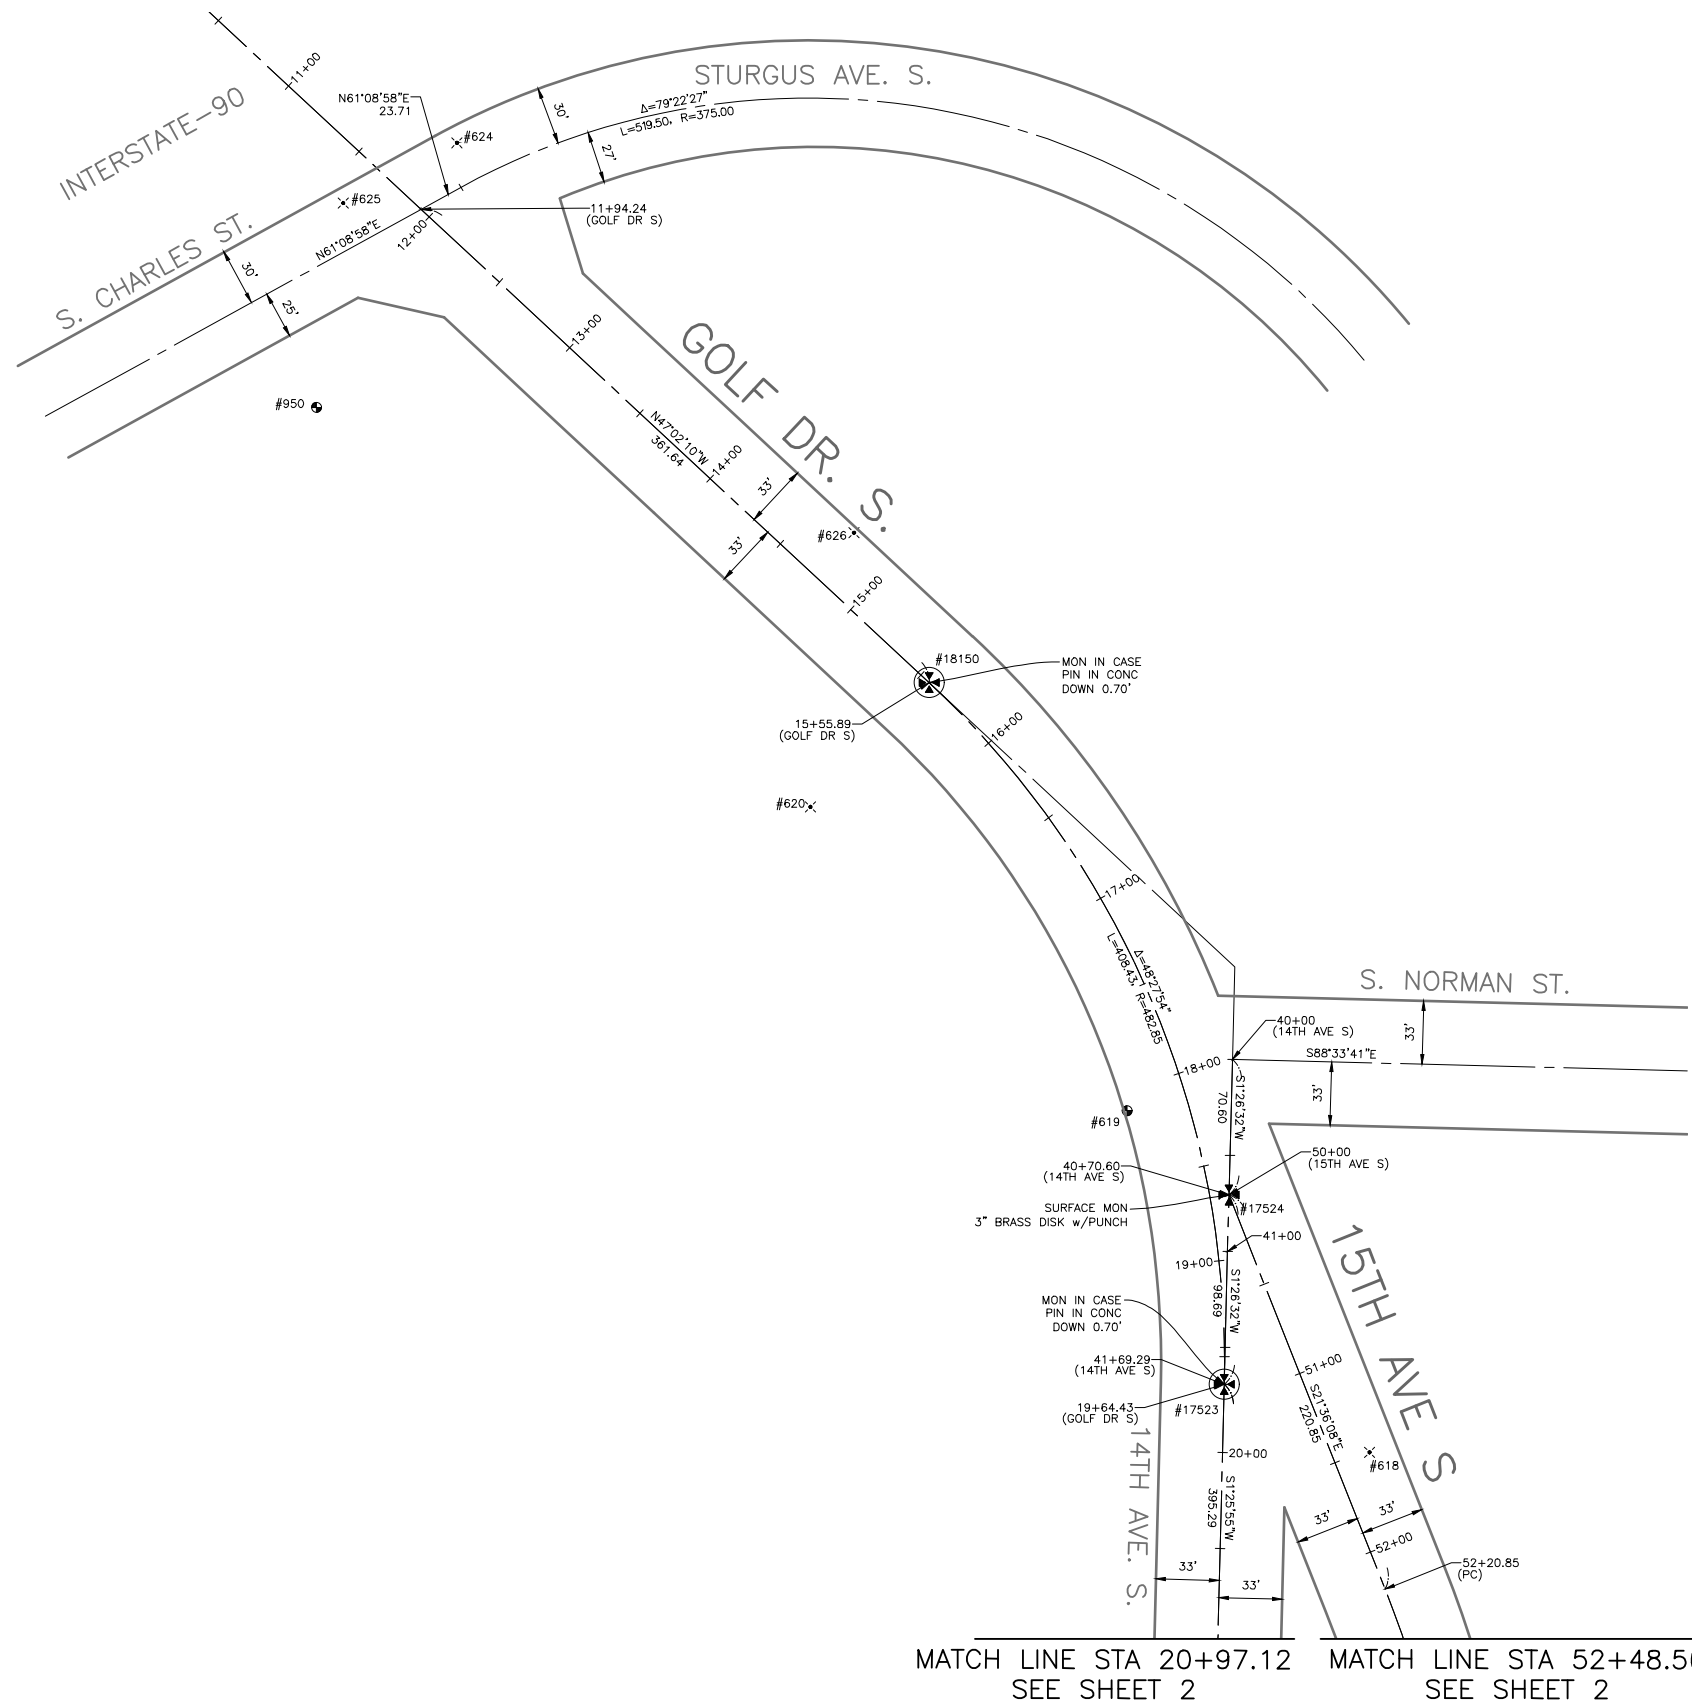 11+00
STURGUS AVE. S.
N61°08'58"E
23.71
30'
Δ=79°22'27"
L=519.50, R=375.00
INTERSTATE-90
#624
27'
#625
11+94.24
(GOLF DR S)
12+00
N61°08'58"E
S. CHARLES ST.
30'
25'
13+00
GOLF DR. S.
#950
N47°02'10"W
361.64
14+00
33'
33'
#626
15+00
#18150
MON IN CASE
PIN IN CONC
DOWN 0.70'
15+55.89
(GOLF DR S)
16+00
#620
17+00
Δ=48°27'54"
L=408.43, R=482.85
S. NORMAN ST.
40+00
(14TH AVE S)
33'
S88°33'41"E
18+00
33'
S1°26'32"W
70.60
#619
50+00
(15TH AVE S)
40+70.60
(14TH AVE S)
SURFACE MON
3" BRASS DISK w/PUNCH
#17524
41+00
19+00
S1°26'32"W
98.69
15TH AVE S
MON IN CASE
PIN IN CONC
DOWN 0.70'
41+69.29
(14TH AVE S)
51+00
19+64.43
(GOLF DR S)
#17523
S21°36'08"E
220.85
14TH AVE. S.
20+00
#618
S1°25'55"W
395.29
33'
33'
52+00
33'
33'
52+20.85
(PC)
MATCH LINE STA 20+97.12
SEE SHEET 2
MATCH LINE STA 52+48.50
SEE SHEET 2